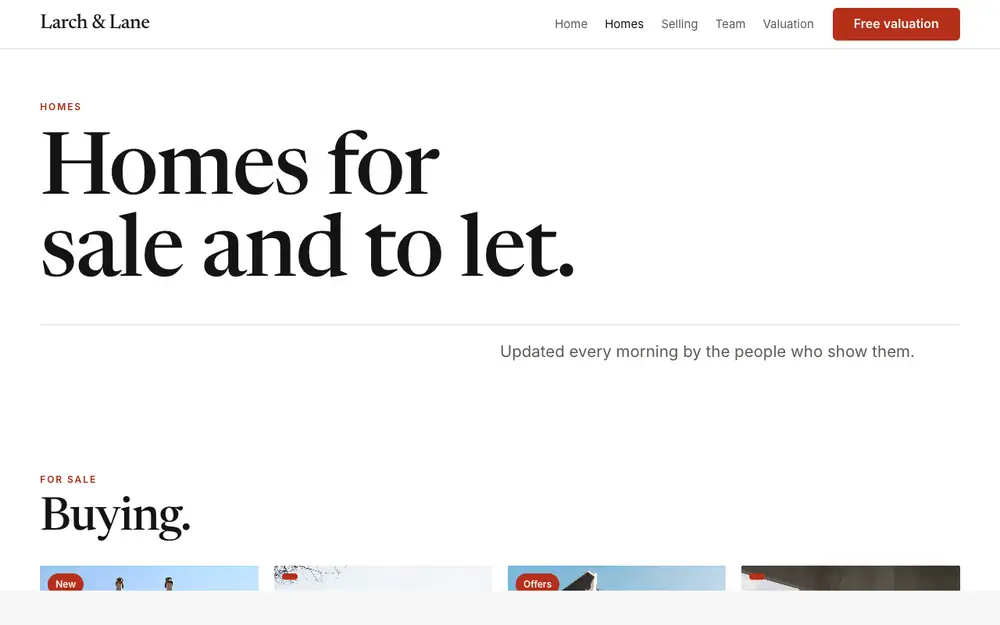 Larch & Lane
Home
Homes
Selling
Team
Valuation
Free valuation
HOMES
Homes for
sale and to let.
Updated every morning by the people who show them.
FOR SALE
Buying.
New
Offers